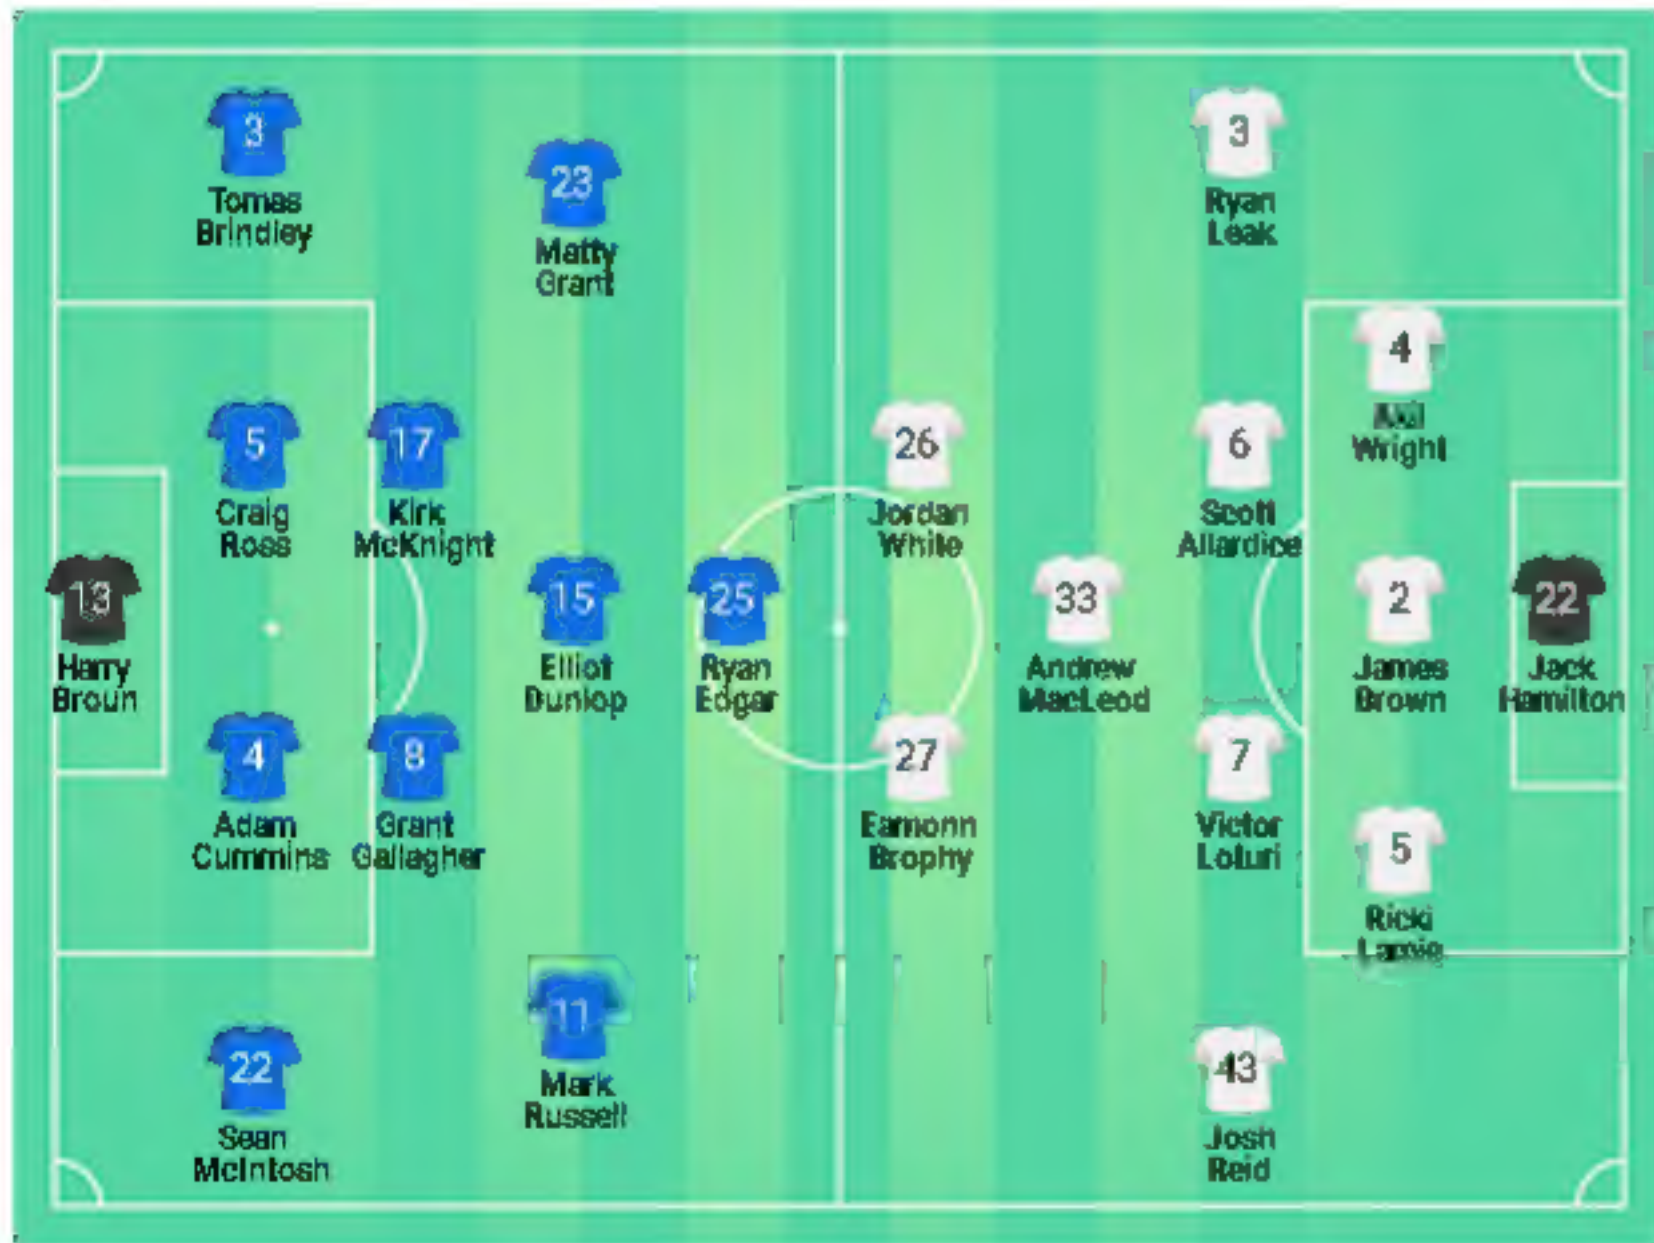 3
Tomas
Brindley
23
Matty
Grant
5
Craig
Ross
17
Kirk
McKnight
13
Harry
Broun
15
Elliot
Dunlop
25
Ryan
Edgar
4
Adam
Cummins
8
Grant
Gallagher
22
Sean
McIntosh
11
Mark
Russell
3
Ryan
Leak
4
Akil
Wright
26
Jordan
White
6
Scott
Allardice
33
Andrew
MacLeod
2
James
Brown
22
Jack
Hamilton
27
Eamonn
Brophy
7
Victor
Loturi
5
Ricki
Lamie
43
Josh
Reid